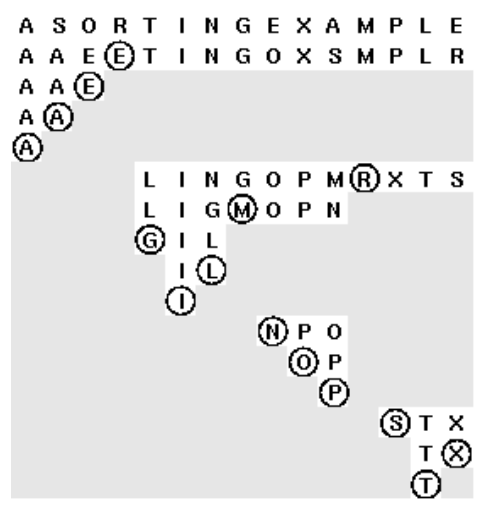 A S O R T I N G E X A M P L E
A A E E T I N G O X S M P L R
A A E
A A
A
L I N G O P M R X T S
L I G M O P N
G I L
I L
I
N P O
O P
P
S T X
T X
T